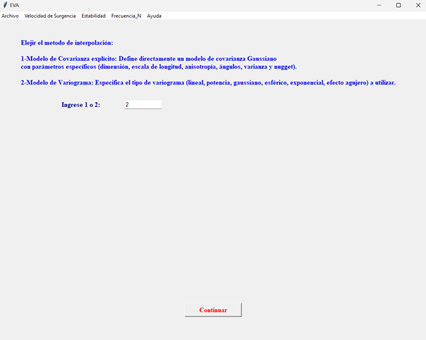 EVA
Archivo Velocidad de Surgencia Estabilidad Frecuencia_N Ayuda
Elejir el metodo de interpolación:
1-Modelo de Covarianza explícito: Define directamente un modelo de covarianza Gaussiano
con parámetros específicos (dimensión, escala de longitud, anisotropía, ángulos, varianza y nugget).
2-Modelo de Variograma: Especifica el tipo de variograma (lineal, potencia, gaussiano, esférico, exponencial, efecto agujero) a utilizar.
Ingrese 1 o 2: 2
Continuar